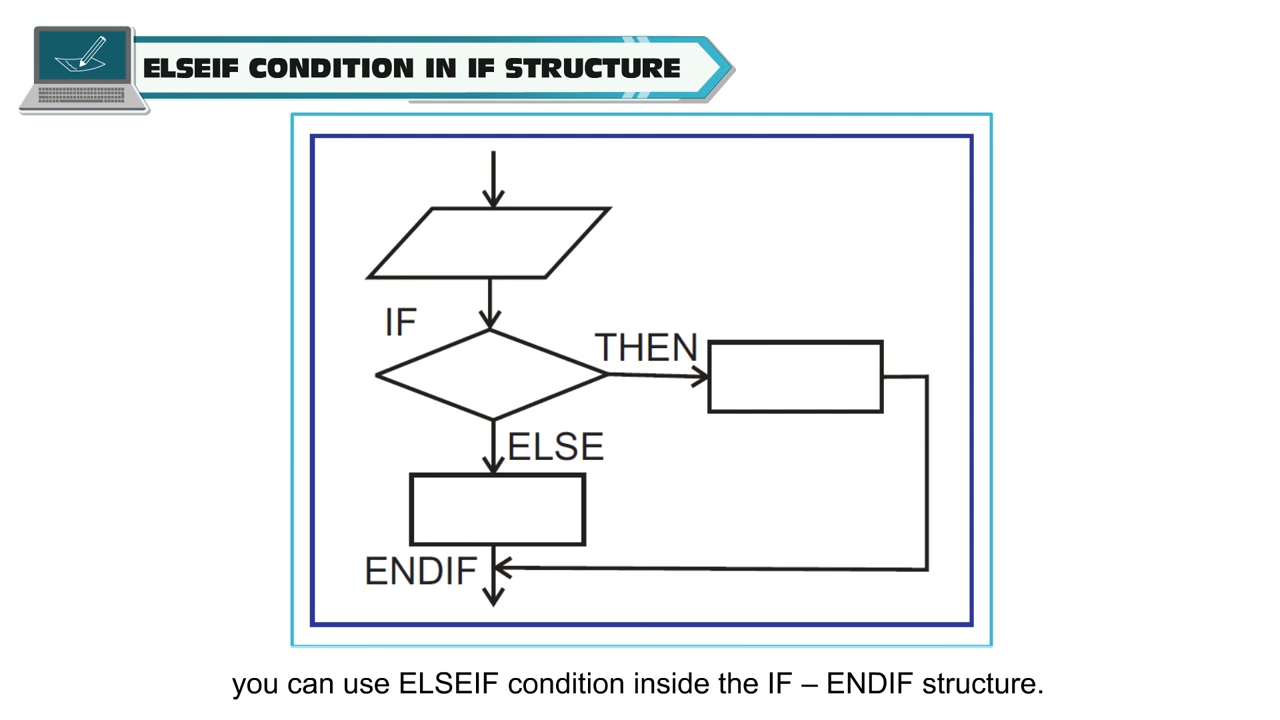 ELSEIF CONDITION IN IF STRUCTURE
IF
THEN
ELSE
ENDIF
you can use ELSEIF condition inside the IF – ENDIF structure.